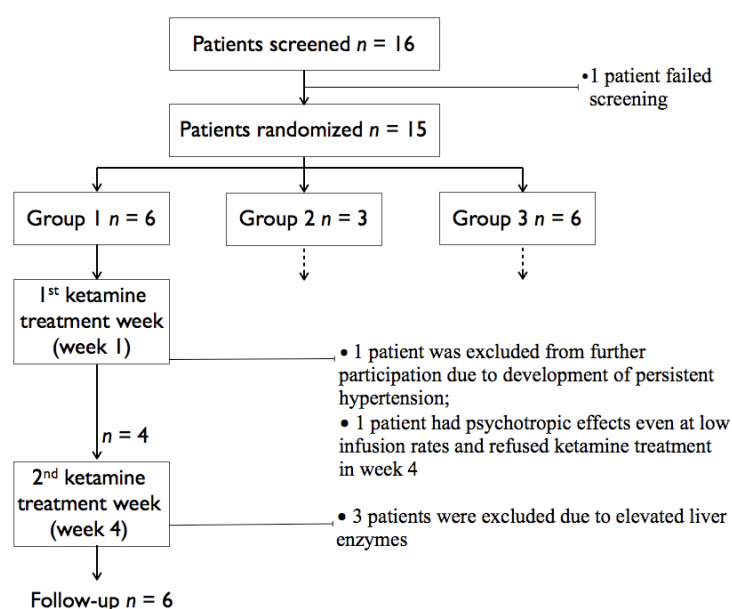 Patients screened n = 16
•1 patient failed
screening
Patients randomized n = 15
Group 1 n = 6
Group 2 n = 3
Group 3 n = 6
1st ketamine
treatment week
(week 1)
• 1 patient was excluded from further
participation due to development of persistent
hypertension;
• 1 patient had psychotropic effects even at low
infusion rates and refused ketamine treatment
in week 4
n = 4
2nd ketamine
treatment week
(week 4)
• 3 patients were excluded due to elevated liver
enzymes
Follow-up n = 6